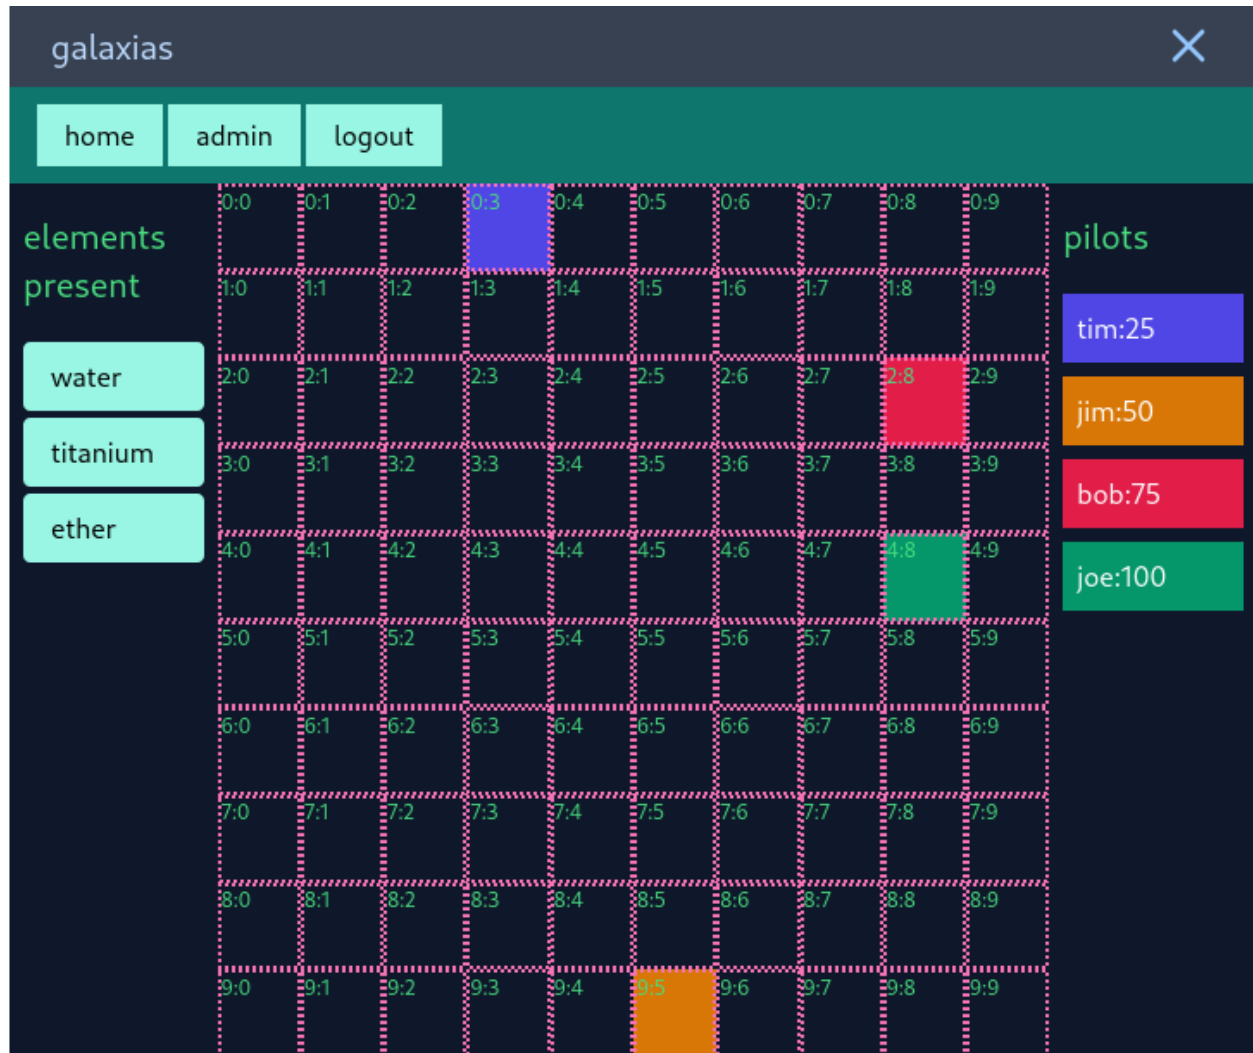 galaxias
home admin logout
elements
present
water
titanium
ether
0:0 0:1 0:2 0:3 0:4 0:5 0:6 0:7 0:8 0:9
1:0 1:1 1:2 1:3 1:4 1:5 1:6 1:7 1:8 1:9
2:0 2:1 2:2 2:3 2:4 2:5 2:6 2:7 2:8 2:9
3:0 3:1 3:2 3:3 3:4 3:5 3:6 3:7 3:8 3:9
4:0 4:1 4:2 4:3 4:4 4:5 4:6 4:7 4:8 4:9
5:0 5:1 5:2 5:3 5:4 5:5 5:6 5:7 5:8 5:9
6:0 6:1 6:2 6:3 6:4 6:5 6:6 6:7 6:8 6:9
7:0 7:1 7:2 7:3 7:4 7:5 7:6 7:7 7:8 7:9
8:0 8:1 8:2 8:3 8:4 8:5 8:6 8:7 8:8 8:9
9:0 9:1 9:2 9:3 9:4 9:5 9:6 9:7 9:8 9:9
pilots
tim:25
jim:50
bob:75
joe:100